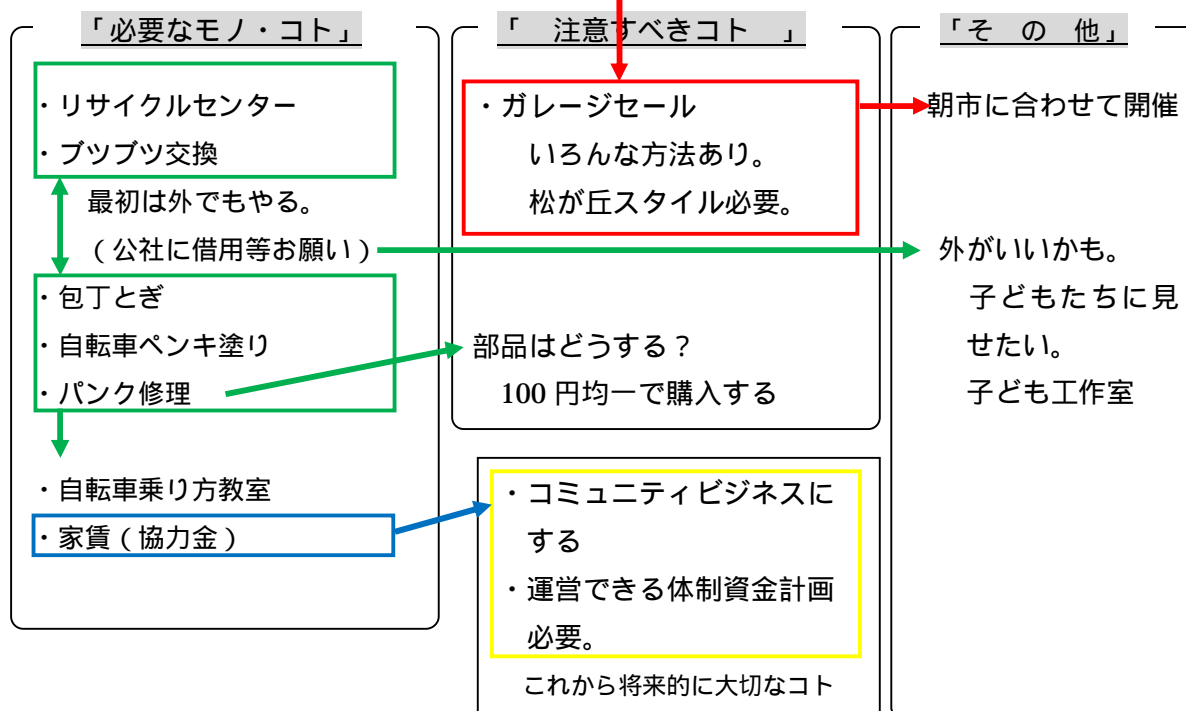 「必要なモノ・コト」
・リサイクルセンター
・ブツブツ交換
最初は外でもやる。
(公社に借用等お願い)
・包丁とぎ
・自転車ペンキ塗り
・パンク修理
・自転車乗り方教室
・家賃(協力金)
「　注意すべきコト　」
・ガレージセール
いろんな方法あり。
松が丘スタイル必要。
部品はどうする？
100 円均一で購入する
・コミュニティビジネスに
する
・運営できる体制資金計画
必要。
これから将来的に大切なコト
「そ　の　他」
朝市に合わせて開催
外がいいかも。
子どもたちに見
せたい。
子ども工作室